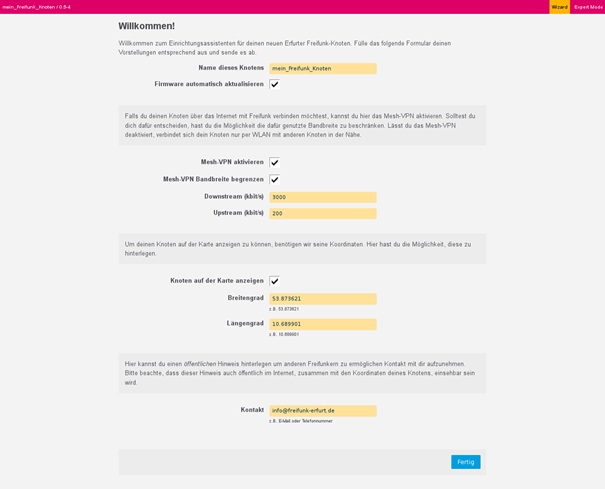 mein_Freifunk_Knoten / 0.8-4
Wizard
Expert Mode
Willkommen!
Willkommen zum Einrichtungsassistenten für deinen neuen Erfurter Freifunk-Knoten. Fülle das folgende Formular deinen
Vorstellungen entsprechend aus und sende es ab.
Name dieses Knotens
mein_Freifunk_Knoten
Firmware automatisch aktualisieren
Falls du deinen Knoten über das Internet mit Freifunk verbinden möchtest, kannst du hier das Mesh-VPN aktivieren. Solltest du
dich dafür entscheiden, hast du die Möglichkeit die dafür genutzte Bandbreite zu beschränken. Lässt du das Mesh-VPN
deaktiviert, verbindet sich dein Knoten nur per WLAN mit anderen Knoten in der Nähe.
Mesh-VPN aktivieren
Mesh-VPN Bandbreite begrenzen
Downstream (kbit/s)
3000
Upstream (kbit/s)
200
Um deinen Knoten auf der Karte anzeigen zu können, benötigen wir seine Koordinaten. Hier hast du die Möglichkeit, diese zu
hinterlegen.
Knoten auf der Karte anzeigen
Breitengrad
53.873621
z.B. 53.873621
Längengrad
10.689901
z.B. 10.689901
Hier kannst du einen öffentlichen Hinweis hinterlegen um anderen Freifunkern zu ermöglichen Kontakt mit dir aufzunehmen.
Bitte beachte, dass dieser Hinweis auch öffentlich im Internet, zusammen mit den Koordinaten deines Knotens, einsehbar sein
wird.
Kontakt
info@freifunk-erfurt.de
z.B. E-Mail oder Telefonnummer
Fertig